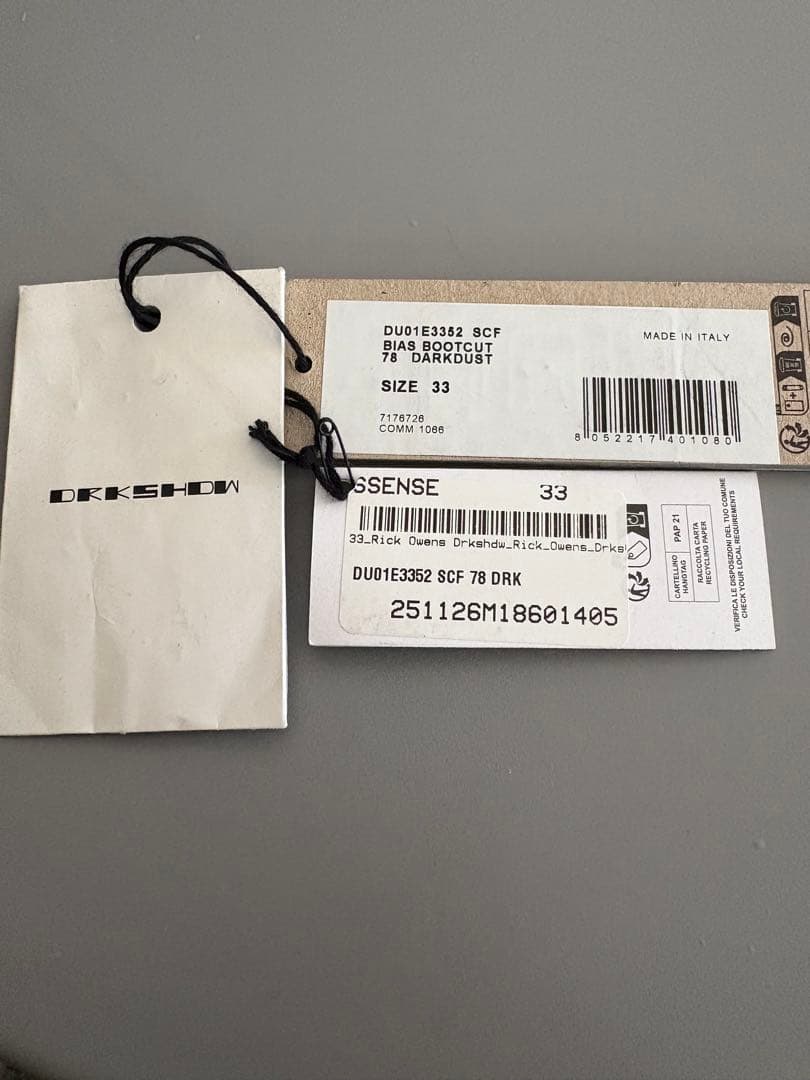 DRKSHDW
DU01E3352 SCF
BIAS BOOTCUT
78 DARKDUST
SIZE 33
7176726
COMM 1066
MADE IN ITALY
8 052217 401080
SSENSE 33
33_Rick Owens Drkshdw_Rick_Owens_Drks
DU01E3352 SCF 78 DRK
251126M18601405
CARTELLINO
HANGTAG
PAP 21
RACCOLTA CARTA
RECYCLING PAPER
VERIFICA LE DISPOSIZIONI DEL TUO COMUNE
CHECK YOUR LOCAL REQUIREMENTS